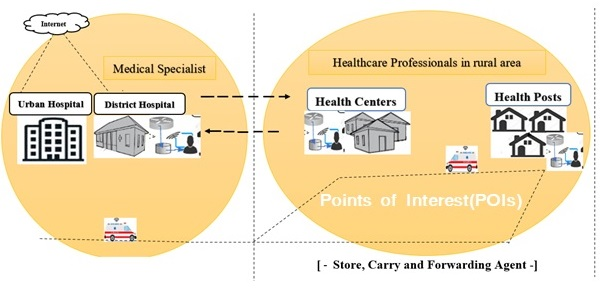 Internet
Medical Specialist
Healthcare Professionals in rural area
Urban Hospital
District Hospital
Health Centers
Health Posts
Points of Interest(POIs)
[ - Store, Carry and Forwarding Agent -]